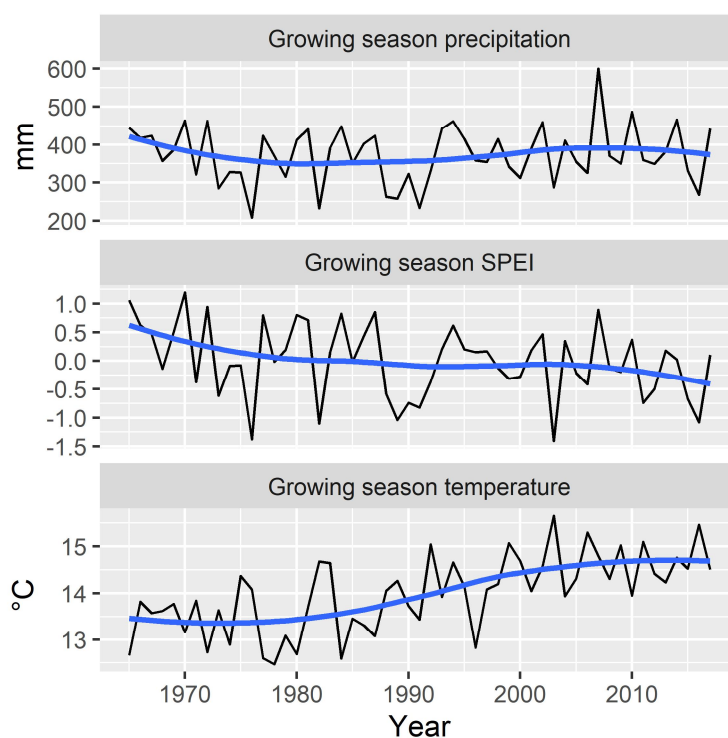 Growing season precipitation
600
500
400
300
200
mm
Growing season SPEI
1.0
0.5
0.0
-0.5
-1.0
-1.5
Growing season temperature
15
14
13
°C
1970 1980 1990 2000 2010
Year